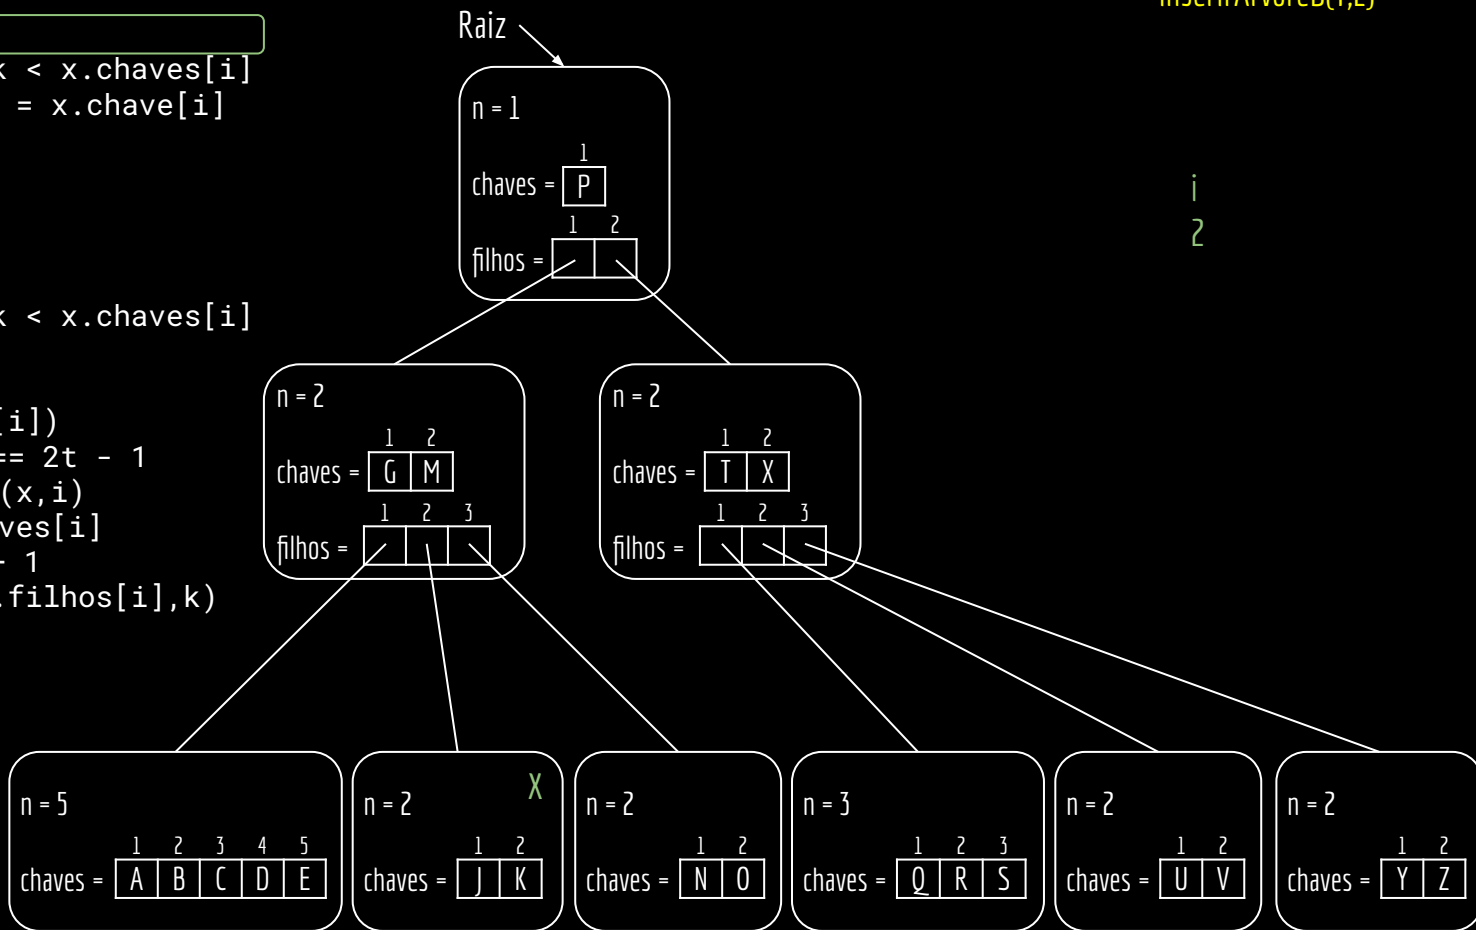 Raiz
k < x.chaves[i]
= x.chave[i]
k < x.chaves[i]
[i])
== 2t - 1
(x,i)
ves[i]
+ 1
.filhos[i],k)
n = 1
1
chaves = P
1 2
filhos =
i
2
n = 2
1 2
chaves = G M
1 2 3
filhos =
n = 2
1 2
chaves = T X
1 2 3
filhos =
n = 5
1 2 3 4 5
chaves = A B C D E
n = 2 X
1 2
chaves = J K
n = 2
1 2
chaves = N O
n = 3
1 2 3
chaves = Q R S
n = 2
1 2
chaves = U V
n = 2
1 2
chaves = Y Z